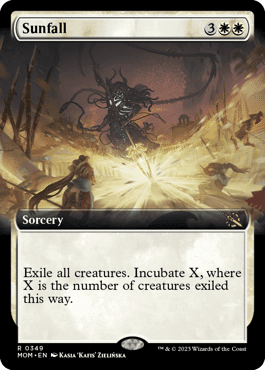 Sunfall 3
Sorcery
Exile all creatures. Incubate X, where
X is the number of creatures exiled
this way.
R 0349
MOM • EN KASIA 'KAFIS' ZIELIŃSKA
™ & © 2023 Wizards of the Coast